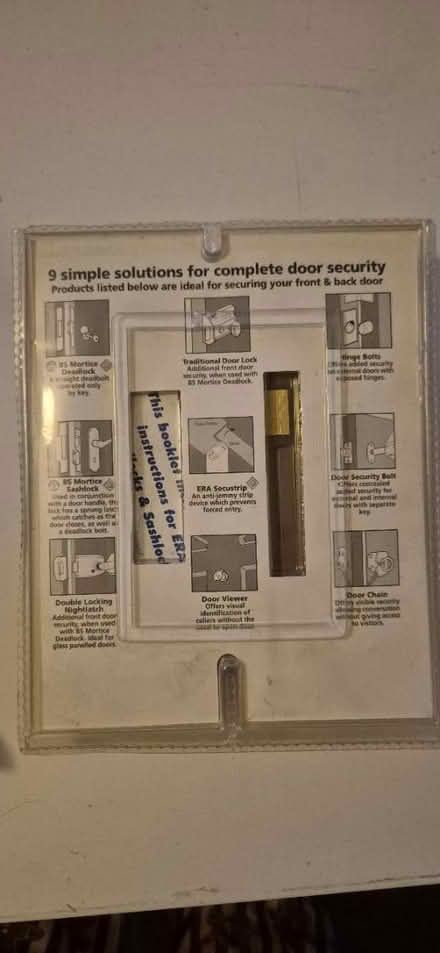 9 simple solutions for complete door security
Products listed below are ideal for securing your front & back door
BS Mortice
Deadlock
A straight deadbolt
operated only
by key.
Traditional Door Lock
Additional front door
security, when used with
BS Mortice Deadlock.
Hinge Bolts
Offers added security
on external doors with
exposed hinges.
BS Mortice
Sashlock
Used in conjunction
with a door handle, this
lock has a sprung latch
which catches as the
door closes, as well as
a deadlock bolt.
This booklet
instructions for ERA
& Sashloc
ERA Secustrip
An anti-jemmy strip
device which prevents
forced entry.
Door Security Bolt
Offers concealed
added security for
external and internal
doors with separate
key.
Double Locking
Nightlatch
Additional front door
security, when used
with BS Mortice
Deadlock. Ideal for
glass panelled doors.
Door Viewer
Offers visual
identification of
callers without the
need to open door.
Door Chain
Offers visible security
allowing conversation
without giving access
to visitors.